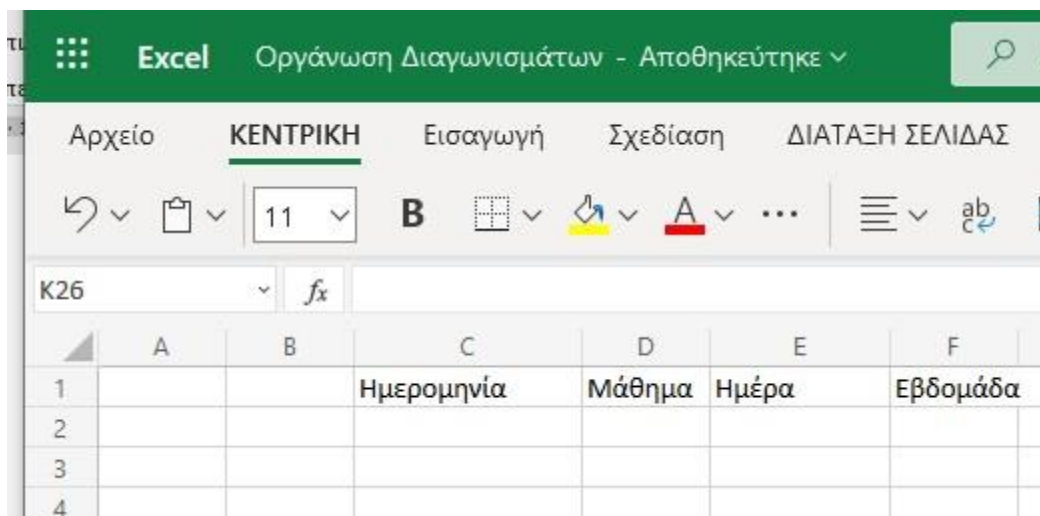 Excel Οργάνωση Διαγωνισμάτων - Αποθηκεύτηκε
Αρχείο ΚΕΝΤΡΙΚΗ Εισαγωγή Σχεδίαση ΔΙΑΤΑΞΗ ΣΕΛΙΔΑΣ
11 B A ... ab c
K26 fx
A B C D E F
1 Ημερομηνία Μάθημα Ημέρα Εβδομάδα
2
3
4